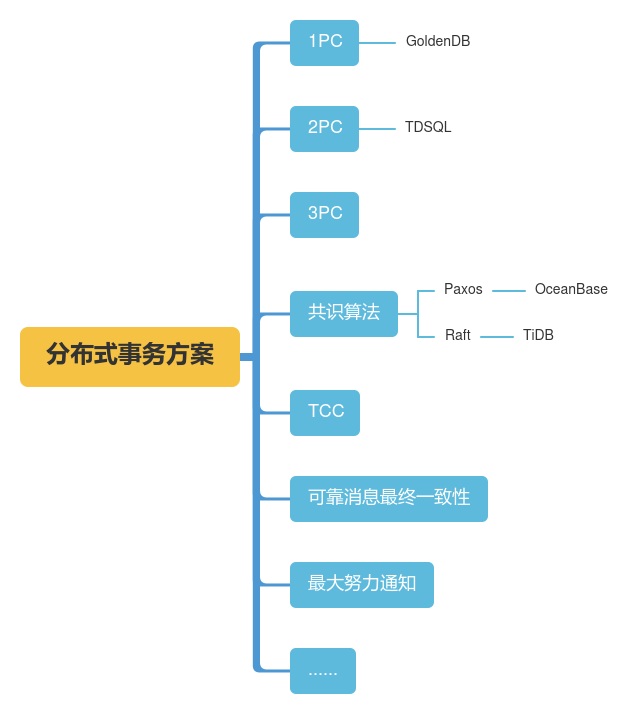 分布式事务方案
1PC
GoldenDB
2PC
TDSQL
3PC
共识算法
Paxos
OceanBase
Raft
TiDB
TCC
可靠消息最终一致性
最大努力通知
......